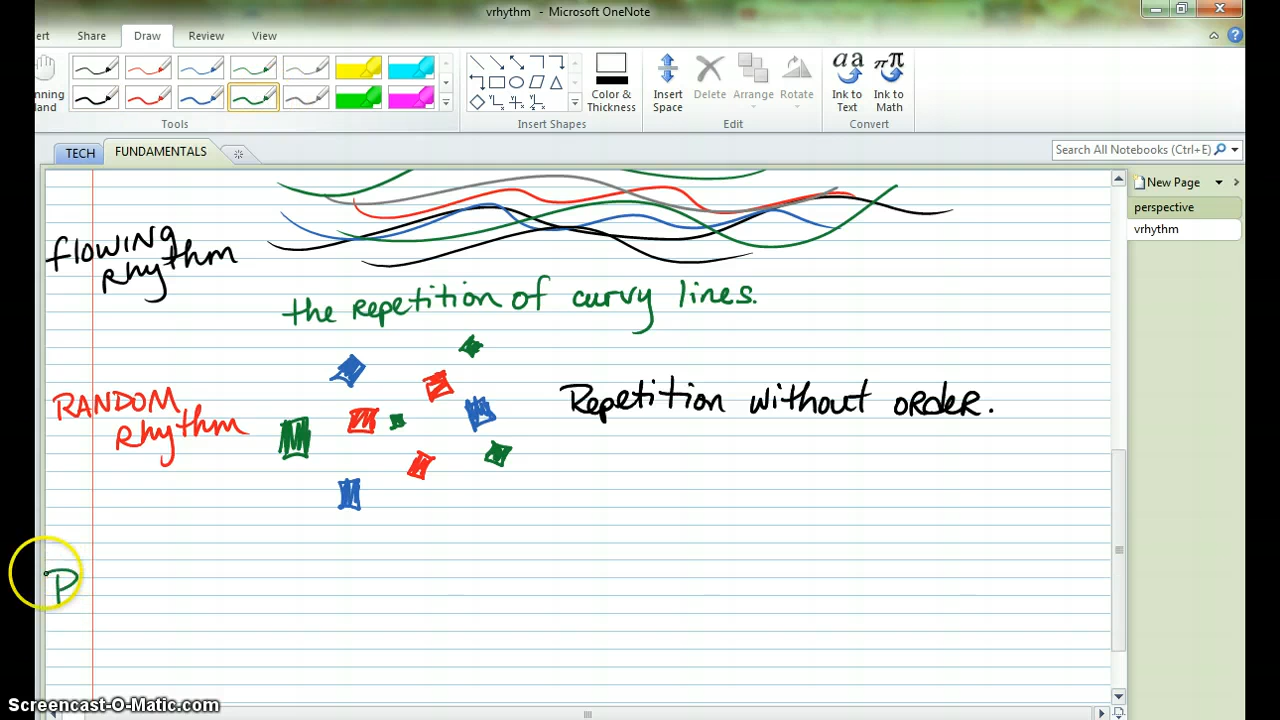 vrhythm - Microsoft OneNote
ert Share Draw Review View
nning
land
Color &
Thickness
Insert
Space
Delete
Arrange
Rotate
Ink to
Text
Ink to
Math
Tools
Insert Shapes
Edit
Convert
TECH
FUNDAMENTALS
Search All Notebooks (Ctrl+E)
New Page
perspective
vrhythm
flowing
rhythm
the repetition of curvy lines.
RANDOM
rhythm
Repetition without order.
P
Screencast-O-Matic.com